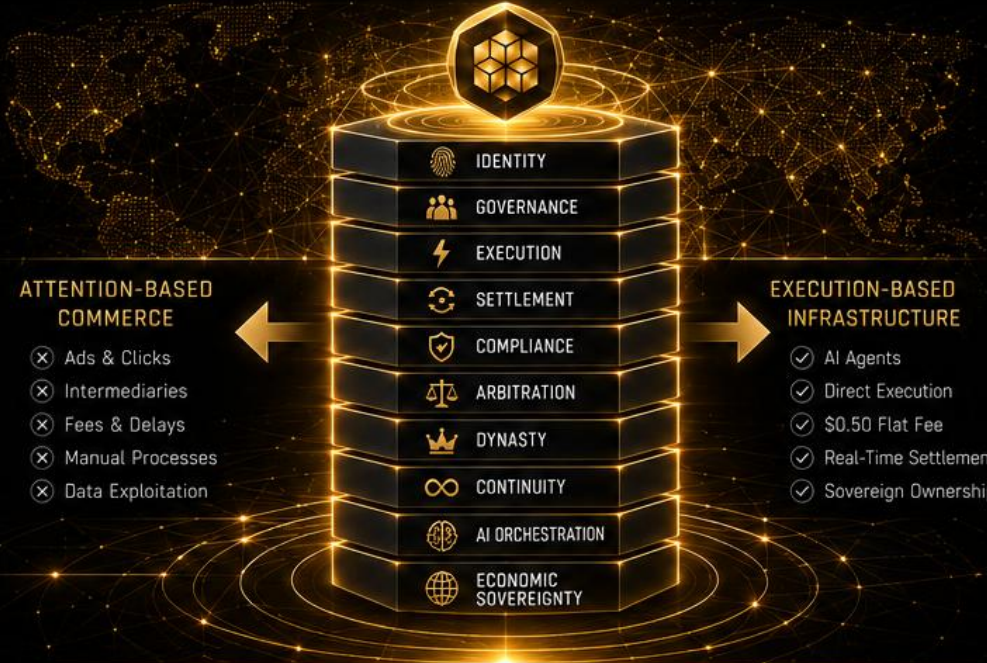 IDENTITY
GOVERNANCE
EXECUTION
SETTLEMENT
COMPLIANCE
ARBITRATION
DYNASTY
CONTINUITY
AI ORCHESTRATION
ECONOMIC
SOVEREIGNTY
ATTENTION-BASED
COMMERCE
Ads & Clicks
Intermediaries
Fees & Delays
Manual Processes
Data Exploitation
EXECUTION-BASED
INFRASTRUCTURE
AI Agents
Direct Execution
$0.50 Flat Fee
Real-Time Settlemen
Sovereign Ownershi